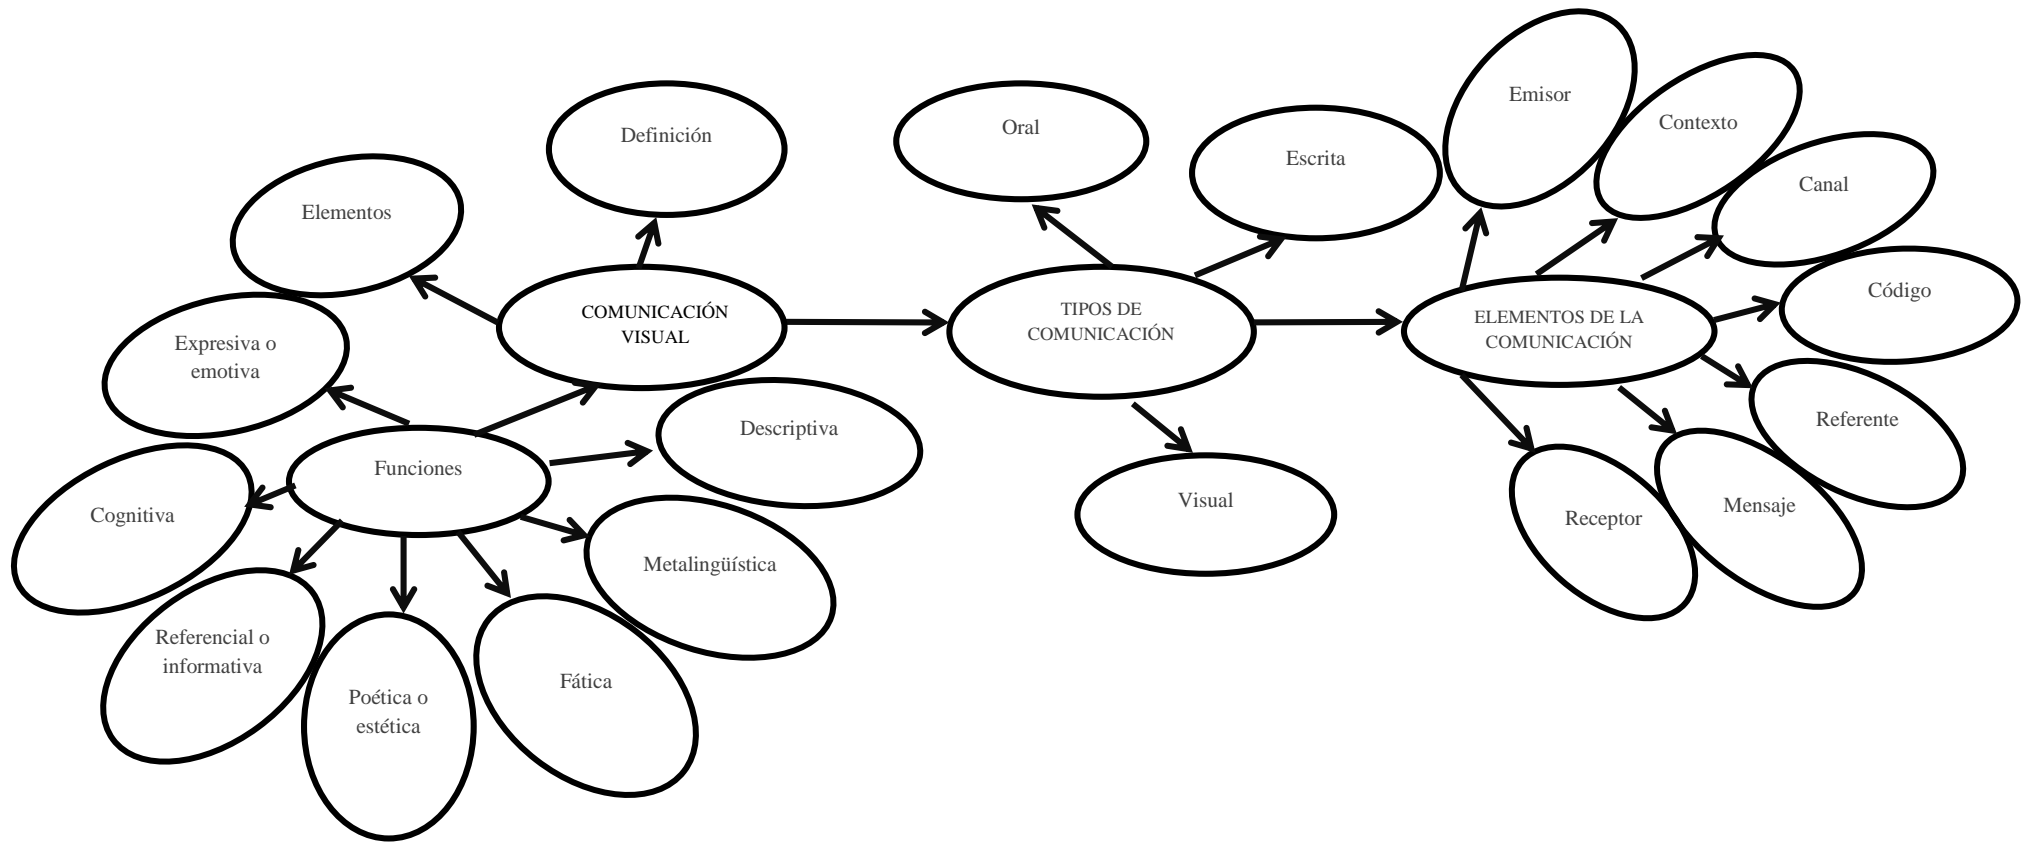 Emisor
Contexto
Definición
Oral
Escrita
Canal
Elementos
Código
COMUNICACIÓN
VISUAL
TIPOS DE
COMUNICACIÓN
ELEMENTOS DE LA
COMUNICACIÓN
Expresiva o
emotiva
Descriptiva
Referente
Funciones
Cognitiva
Visual
Receptor
Mensaje
Metalingüística
Referencial o
informativa
Poética o
estética
Fática